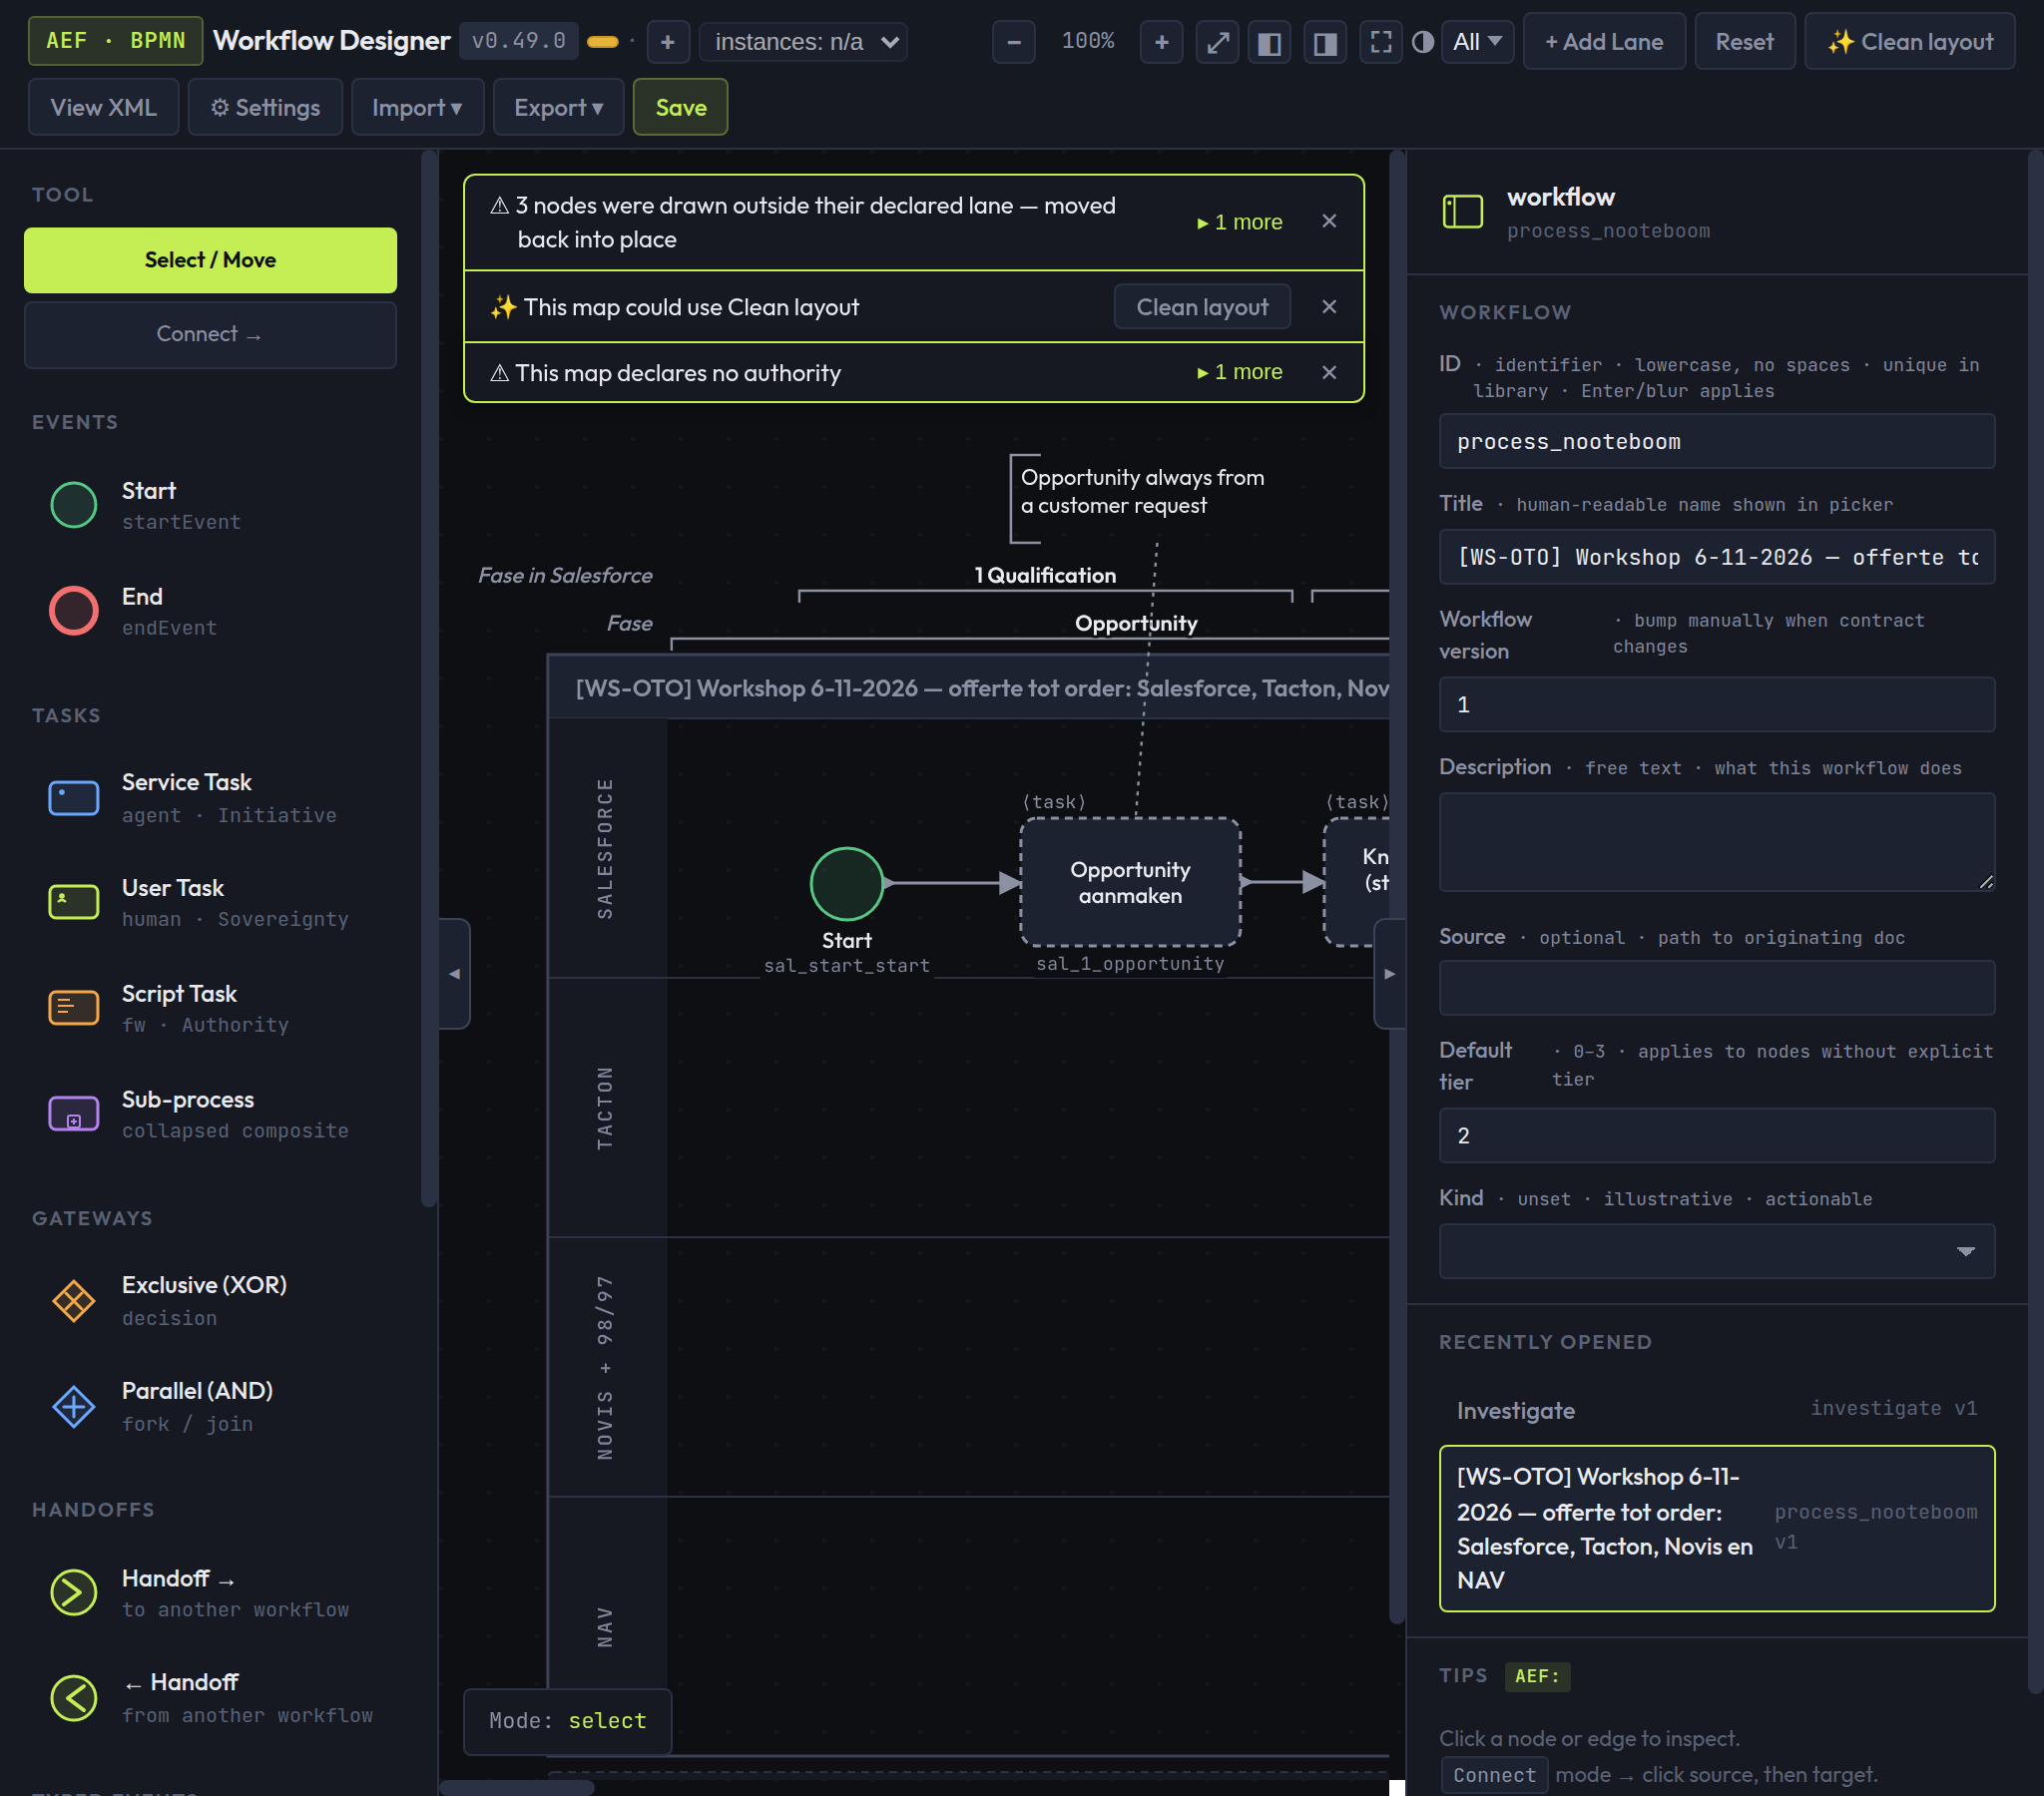 AEF · BPMN Workflow Designer v0.49.0 · + instances: n/a − 100% + All + Add Lane Reset ✨ Clean layout
View XML ⚙ Settings Import ▾ Export ▾ Save
TOOL
Select / Move
Connect →
EVENTS
Start
startEvent
End
endEvent
TASKS
Service Task
agent · Initiative
User Task
human · Sovereignty
Script Task
fw · Authority
Sub-process
collapsed composite
GATEWAYS
Exclusive (XOR)
decision
Parallel (AND)
fork / join
HANDOFFS
Handoff →
to another workflow
← Handoff
from another workflow
⚠ 3 nodes were drawn outside their declared lane — moved
back into place
▸ 1 more ✕
✨ This map could use Clean layout Clean layout ✕
⚠ This map declares no authority ▸ 1 more ✕
Opportunity always from
a customer request
Fase in Salesforce 1 Qualification
Fase Opportunity
[WS-OTO] Workshop 6-11-2026 — offerte tot order: Salesforce, Tacton, Nov
SALESFORCE
⟨task⟩ ⟨task⟩
Opportunity
aanmaken
Kn
(st
Start
sal_start_start
sal_1_opportunity
TACTON
NOVIS + 98/97
NAV
Mode: select
workflow
process_nooteboom
WORKFLOW
ID · identifier · lowercase, no spaces · unique in
library · Enter/blur applies
process_nooteboom
Title · human-readable name shown in picker
[WS-OTO] Workshop 6-11-2026 — offerte to
Workflow
version
· bump manually when contract
changes
1
Description · free text · what this workflow does
Source · optional · path to originating doc
Default
tier
· 0–3 · applies to nodes without explicit
tier
2
Kind · unset · illustrative · actionable
RECENTLY OPENED
Investigate investigate v1
[WS-OTO] Workshop 6-11-
2026 — offerte tot order:
Salesforce, Tacton, Novis en
NAV
process_nooteboom
v1
TIPS AEF:
Click a node or edge to inspect.
Connect mode → click source, then target.